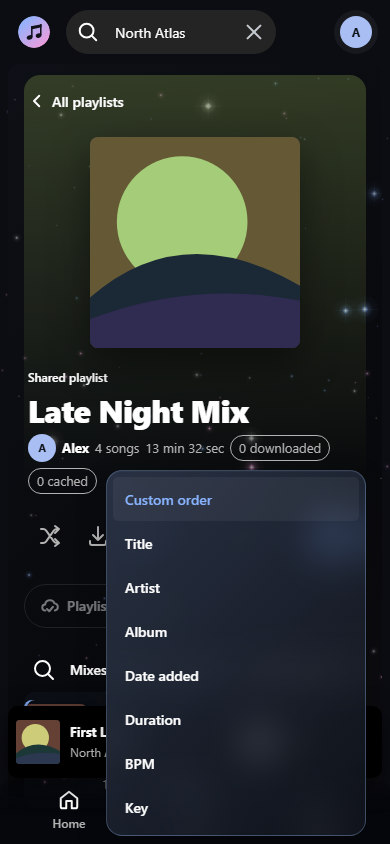 North Atlas
A
All playlists
Shared playlist
Late Night Mix
A Alex 4 songs 13 min 32 sec 0 downloaded
0 cached
Custom order
Title
Artist
Album
Date added
Duration
BPM
Key
Mixes
First
North
Home